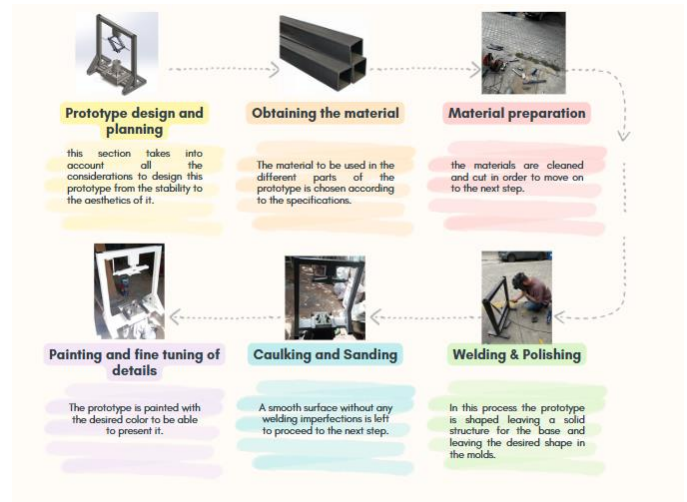 Prototype design and
planning
this section takes into
account all the
considerations to design this
prototype from the stability to
the aesthetics of it.
Obtaining the material
The material to be used in the
different parts of the
prototype is chosen according
to the specifications.
Material preparation
the materials are cleaned
and cut in order to move on
to the next step.
Welding & Polishing
In this process the prototype
is shaped leaving a solid
structure for the base and
leaving the desired shape in
the molds.
Caulking and Sanding
A smooth surface without any
welding imperfections is left
to proceed to the next step.
Painting and fine tuning of
details
The prototype is painted with
the desired color to be able
to present it.